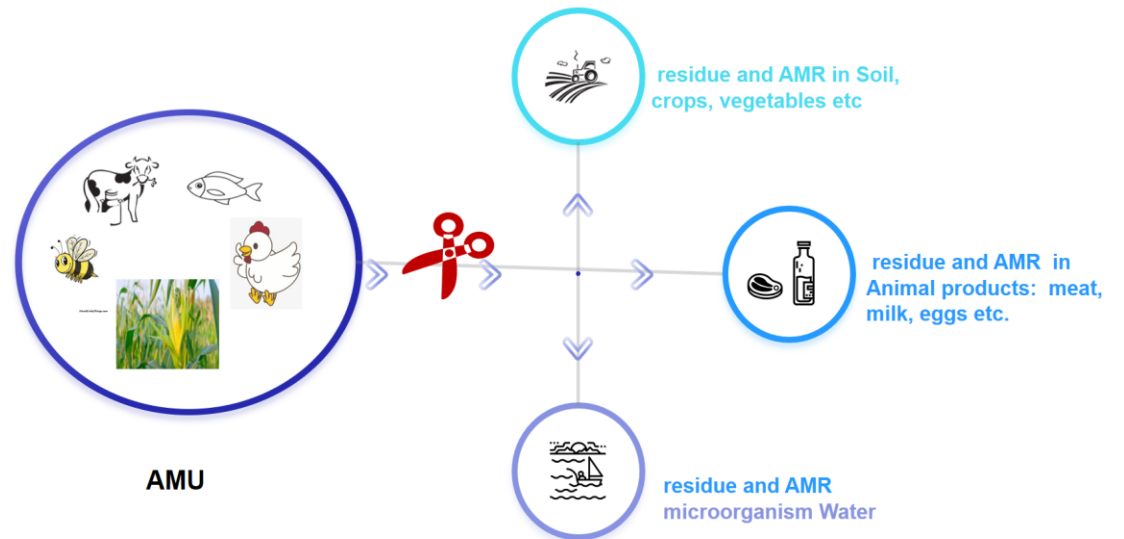 residue and AMR in Soil,
crops, vegetables etc
residue and AMR in
Animal products: meat,
milk, eggs etc.
AMU
residue and AMR
microorganism Water